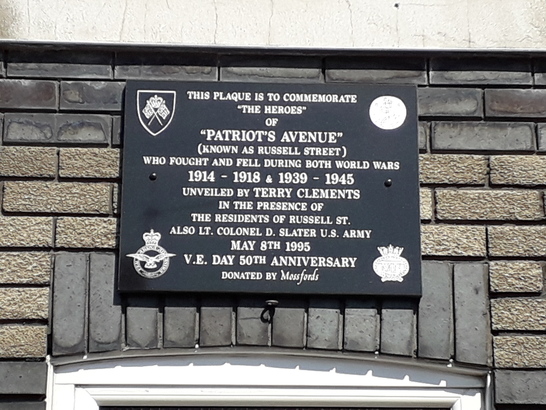 THIS PLAQUE IS TO COMMEMORATE
"THE HEROES"
OF
"PATRIOT'S AVENUE"
(KNOWN AS RUSSELL STREET)
WHO FOUGHT AND FELL DURING BOTH WORLD WARS
1914 - 1918 & 1939 - 1945
UNVEILED BY TERRY CLEMENTS
IN THE PRESENCE OF
THE RESIDENTS OF RUSSELL ST.
ALSO LT. COLONEL D. SLATER U.S. ARMY
MAY 8TH 1995
V.E. DAY 50TH ANNIVERSARY
DONATED BY Mossfords